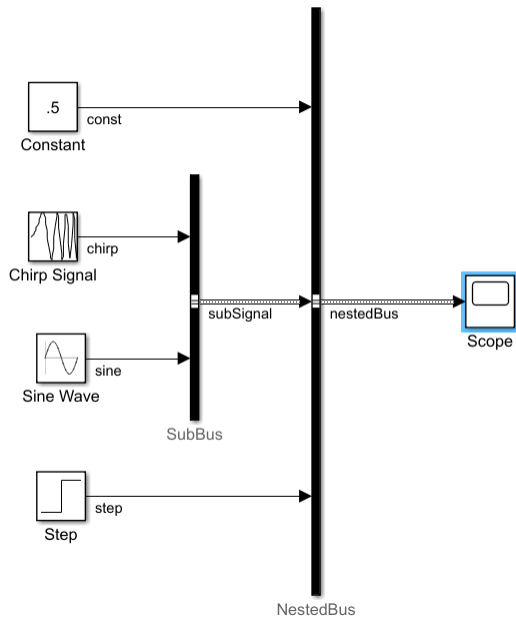 .5
const
Constant
chirp
Chirp Signal
subSignal
nestedBus
Scope
sine
Sine Wave
SubBus
step
Step
NestedBus